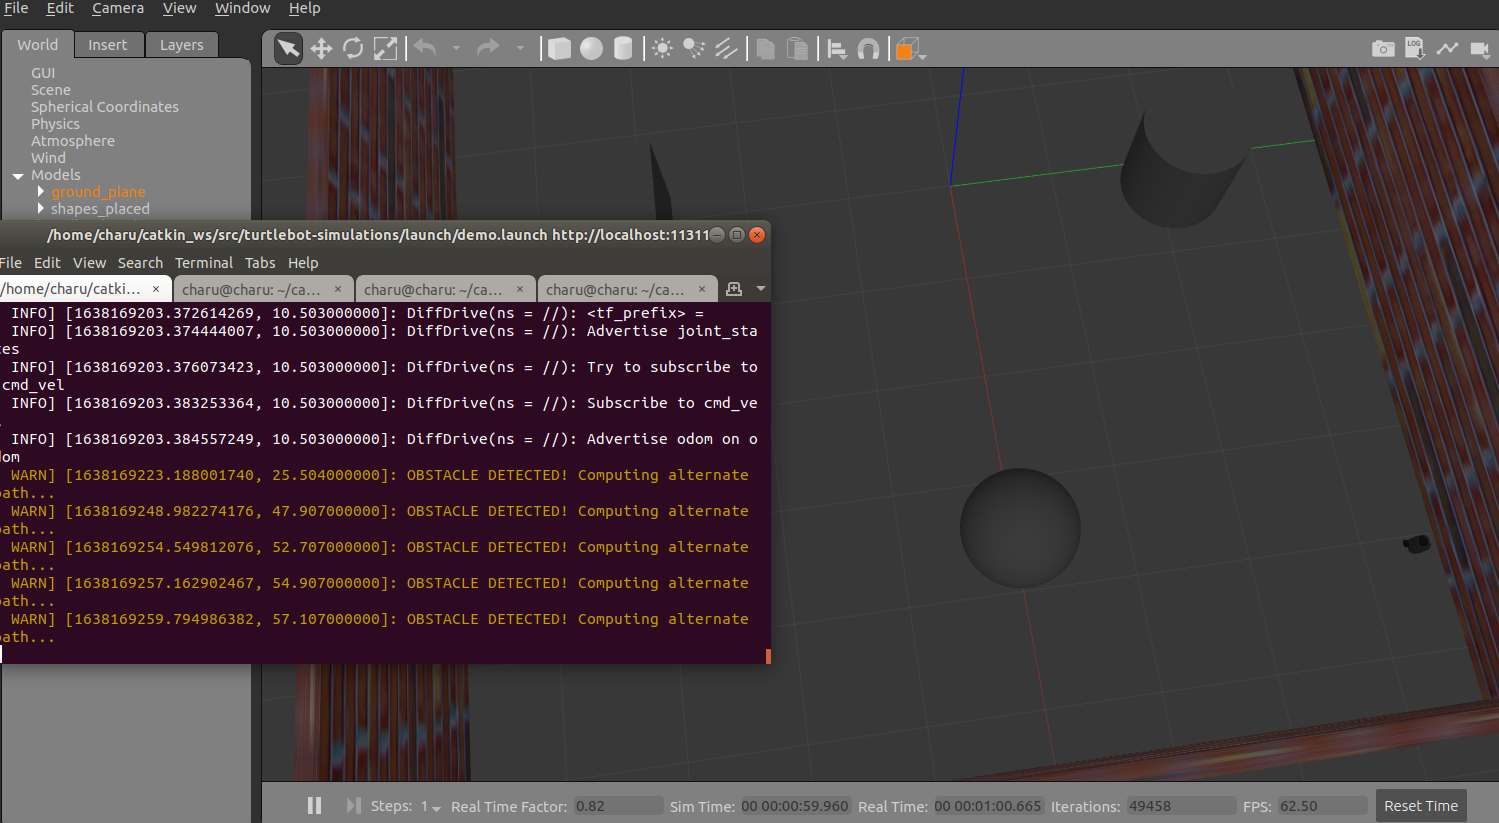 File Edit Camera View Window Help
World Insert Layers
LOG
GUI
Scene
Spherical Coordinates
Physics
Atmosphere
Wind
Models
ground_plane
shapes_placed
/home/charu/catkin_ws/src/turtlebot-simulations/launch/demo.launch http://localhost:11311
File Edit View Search Terminal Tabs Help
/home/charu/catki... × charu@charu: ~/ca... × charu@charu: ~/ca... × charu@charu: ~/ca... ×
INFO] [1638169203.372614269, 10.503000000]: DiffDrive(ns = //): <tf_prefix> =
INFO] [1638169203.374444007, 10.503000000]: DiffDrive(ns = //): Advertise joint_sta
tes
INFO] [1638169203.376073423, 10.503000000]: DiffDrive(ns = //): Try to subscribe to
cmd_vel
INFO] [1638169203.383253364, 10.503000000]: DiffDrive(ns = //): Subscribe to cmd_ve
INFO] [1638169203.384557249, 10.503000000]: DiffDrive(ns = //): Advertise odom on o
dom
WARN] [1638169223.188001740, 25.504000000]: OBSTACLE DETECTED! Computing alternate
path...
WARN] [1638169248.982274176, 47.907000000]: OBSTACLE DETECTED! Computing alternate
path...
WARN] [1638169254.549812076, 52.707000000]: OBSTACLE DETECTED! Computing alternate
path...
WARN] [1638169257.162902467, 54.907000000]: OBSTACLE DETECTED! Computing alternate
path...
WARN] [1638169259.794986382, 57.107000000]: OBSTACLE DETECTED! Computing alternate
path...
Steps: 1 Real Time Factor: 0.82 Sim Time: 00 00:00:59.960 Real Time: 00 00:01:00.665 Iterations: 49458 FPS: 62.50 Reset Time